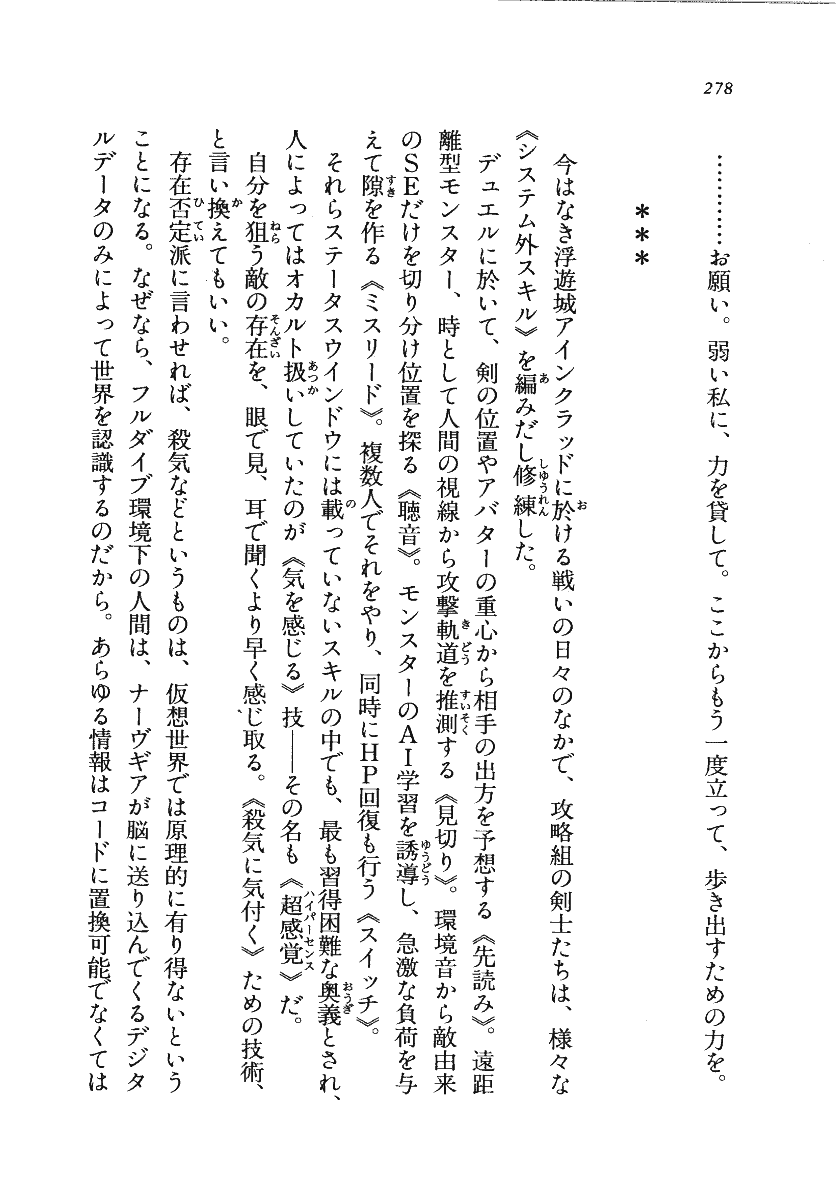 278
…………お願い。弱い私に、力を貸して。ここからもう一度立って、歩き出すための力を。
＊＊＊
今はなき浮遊城アインクラッドに於ける戦いの日々のなかで、攻略組の剣士たちは、様々な
《システム外スキル》を編みだし修練した。
デュエルに於いて、剣の位置やアバターの重心から相手の出方を予想する《先読み》。遠距
離型モンスター、時として人間の視線から攻撃軌道を推測する《見切り》。環境音から敵由来
のSEだけを切り分け位置を探る《聴音》。モンスターのAI学習を誘導し、急激な負荷を与
えて隙を作る《ミスリード》。複数人でそれをやり、同時にHP回復も行う《スイッチ》。
それらステータスウインドウには載っていないスキルの中でも、最も習得困難な奥義とされ、
人によってはオカルト扱いしていたのが《気を感じる》技――その名も《超感覚》だ。
自分を狙う敵の存在を、眼で見、耳で聞くより早く感じ取る。《殺気に気付く》ための技術、
と言い換えてもいい。
存在否定派に言わせれば、殺気などというものは、仮想世界では原理的に有り得ないという
ことになる。なぜなら、フルダイブ環境下の人間は、ナーヴギアが脳に送り込んでくるデジタ
ルデータのみによって世界を認識するのだから。あらゆる情報はコードに置換可能でなくては